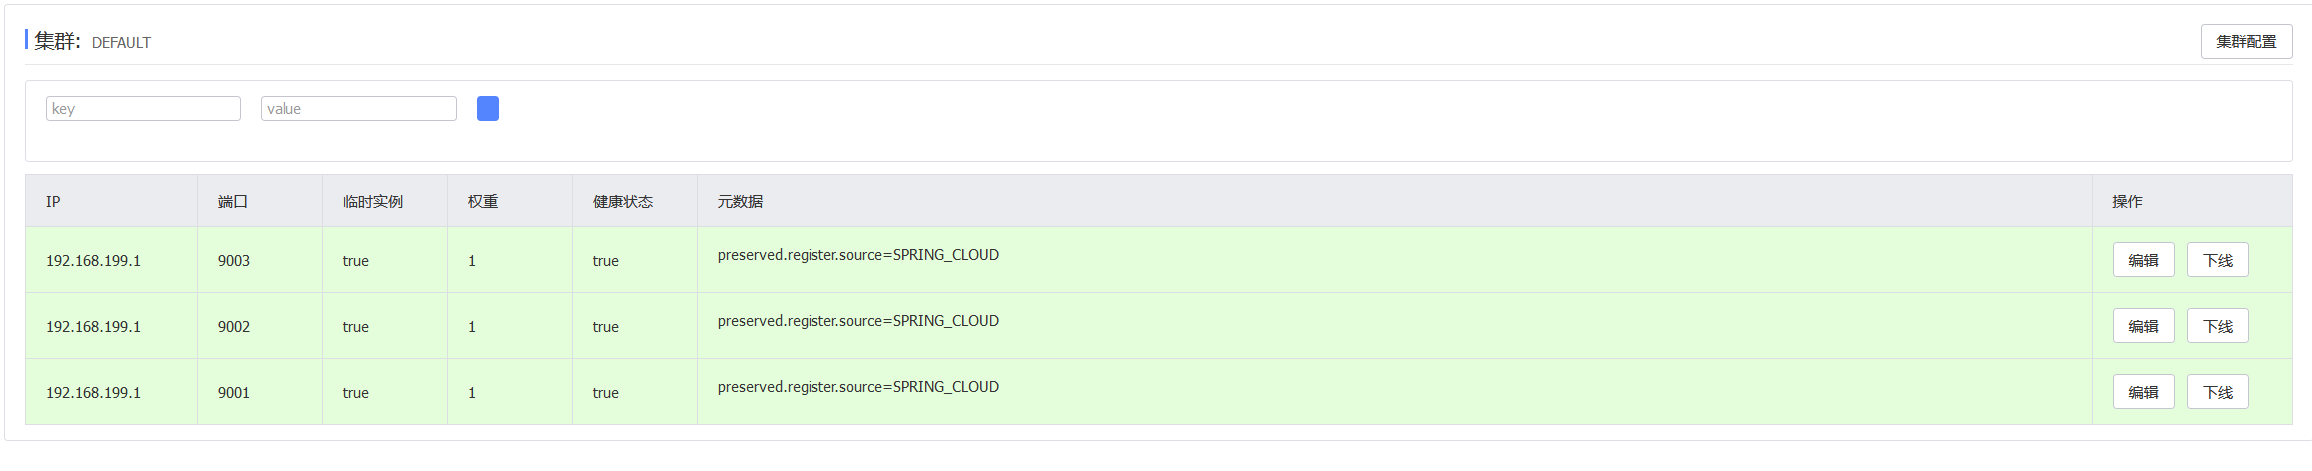 集群: DEFAULT 集群配置
key value
IP 端口 临时实例 权重 健康状态 元数据 操作
192.168.199.1 9003 true 1 true preserved.register.source=SPRING_CLOUD 编辑 下线
192.168.199.1 9002 true 1 true preserved.register.source=SPRING_CLOUD 编辑 下线
192.168.199.1 9001 true 1 true preserved.register.source=SPRING_CLOUD 编辑 下线